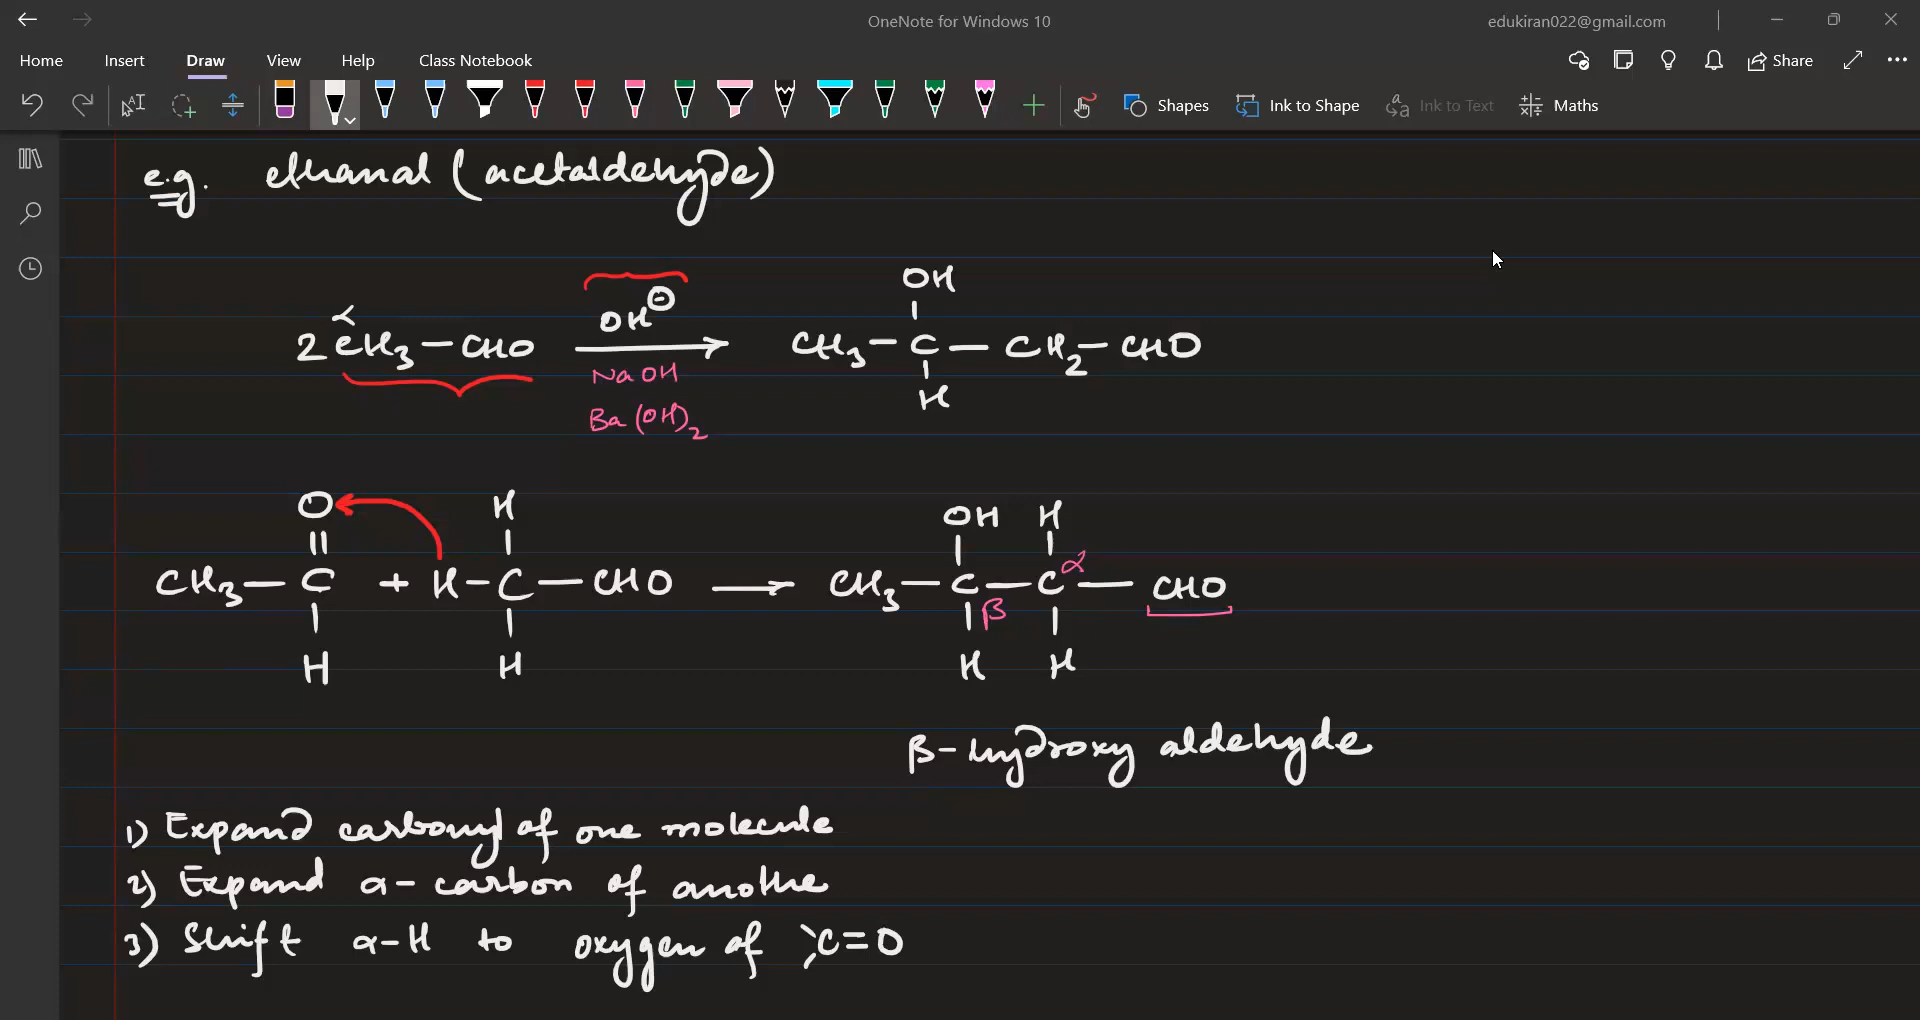 OneNote for Windows 10
edukiran022@gmail.com
Home Insert Draw View Help Class Notebook Share
Shapes Ink to Shape Ink to Text Maths
e.g. ethanal (acetaldehyde)
OH
α OH⊖
2 CH₃ — CHO → CH₃ — C — CH₂ — CHO
NaOH H
Ba(OH)₂
O H OH H
CH₃ — C + H — C — CHO → CH₃ — C — C — CHO
β α
H H H H
β-hydroxy aldehyde
1) Expand carbonyl of one molecule
2) Expand α-carbon of anothe
3) Shift α-H to oxygen of >C=O